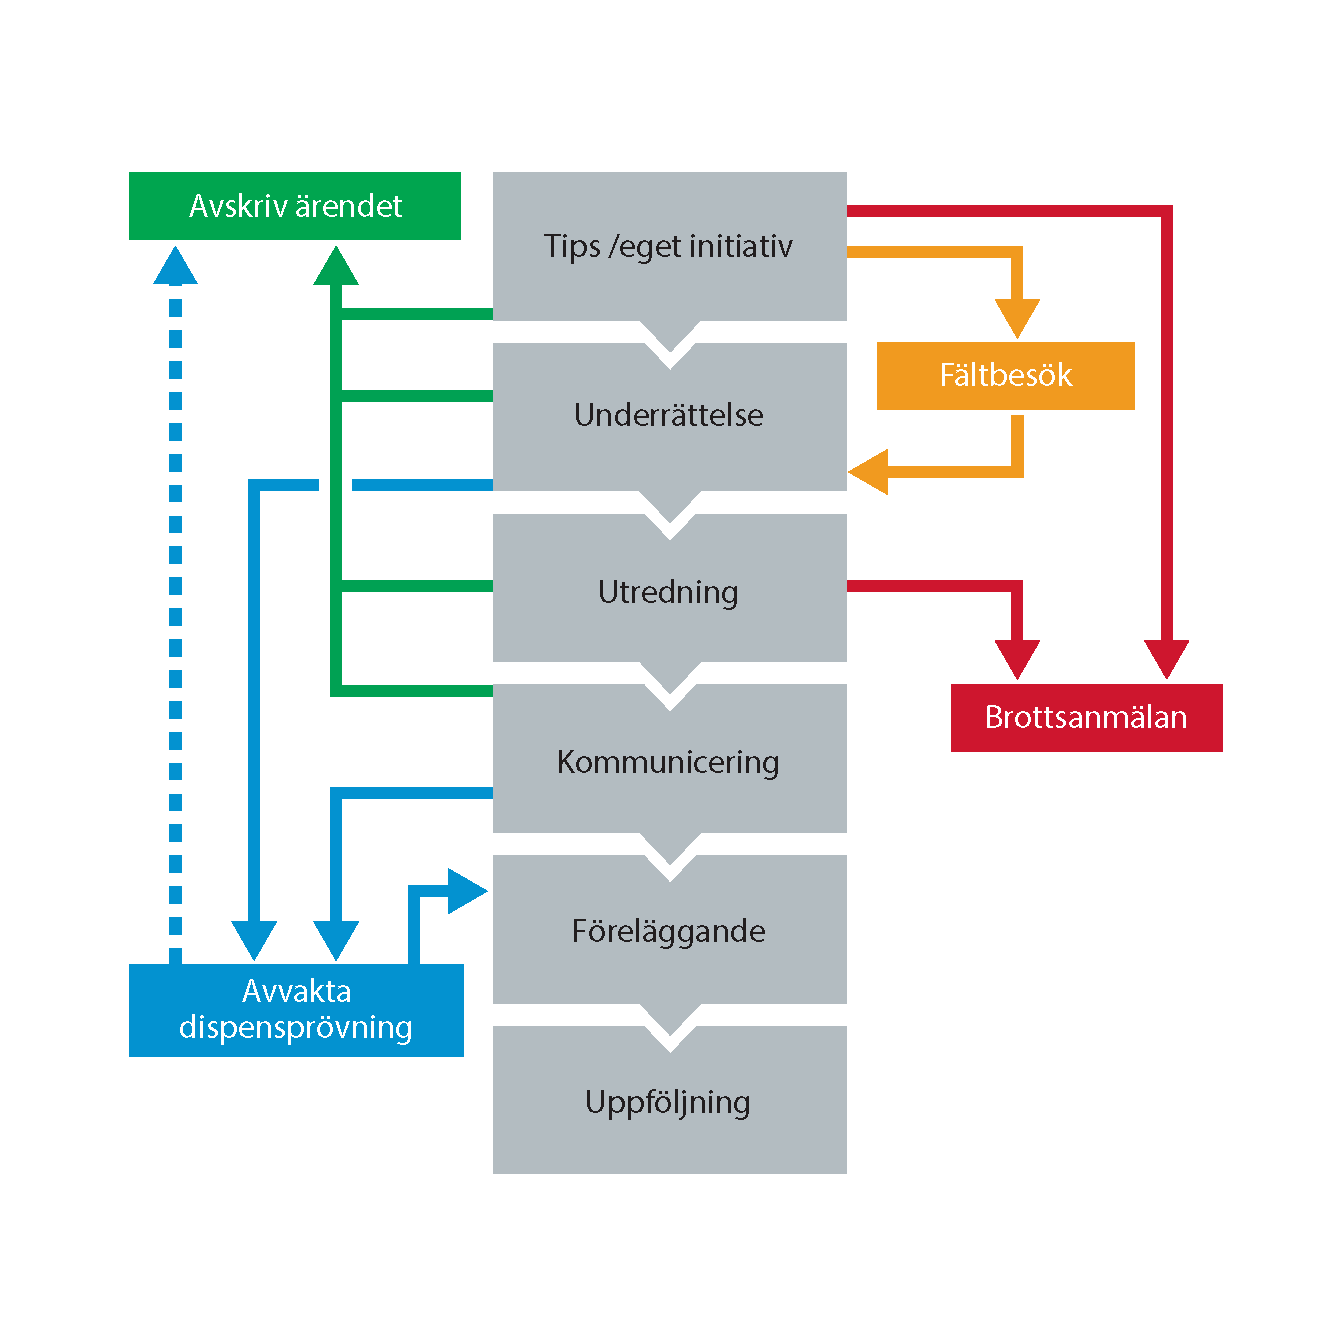 Avskriv ärendet
Tips /eget initiativ
Fältbesök
Underrättelse
Utredning
Brottsanmälan
Kommunicering
Föreläggande
Avvakta
dispensprövning
Uppföljning